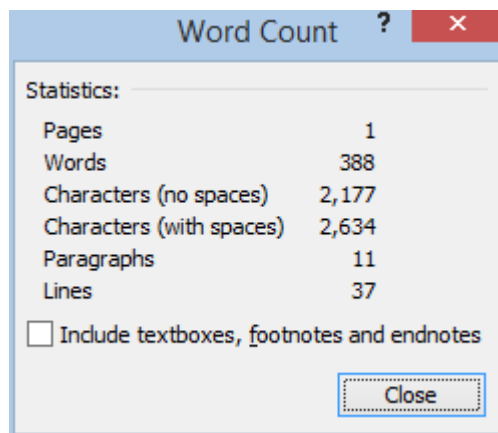 Word Count ? ×
Statistics:
Pages 1
Words 388
Characters (no spaces) 2,177
Characters (with spaces) 2,634
Paragraphs 11
Lines 37
Include textboxes, footnotes and endnotes
Close